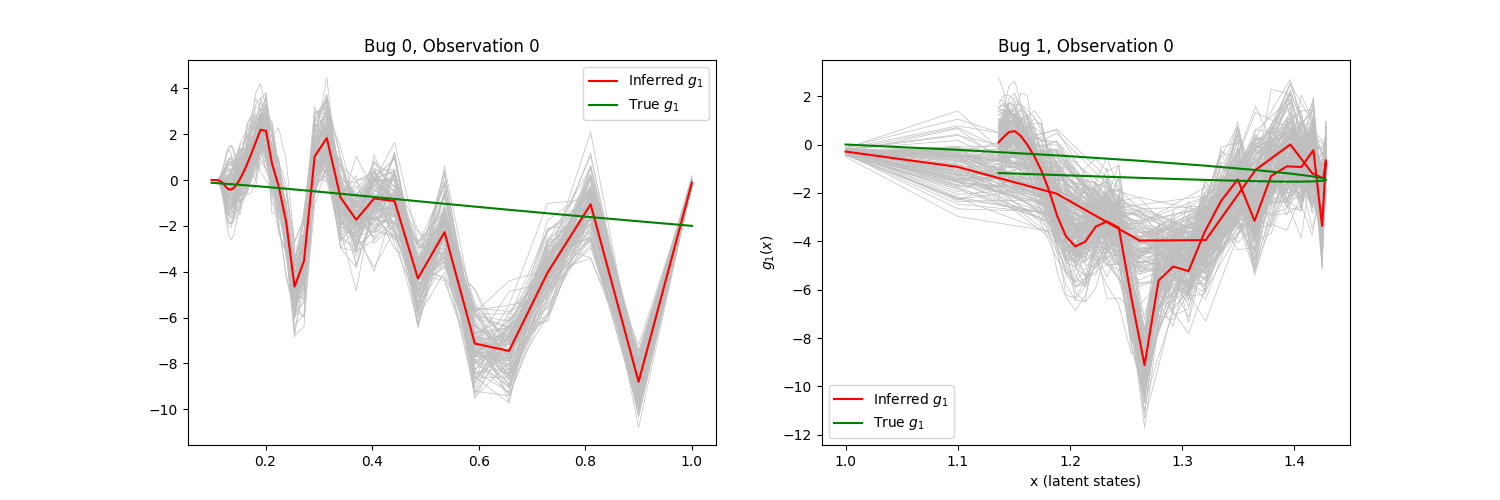 Bug 0, Observation 0
Inferred g₁
True g₁
4
2
0
−2
−4
−6
−8
−10
0.2 0.4 0.6 0.8 1.0
Bug 1, Observation 0
g₁(x)
2
0
−2
−4
−6
−8
−10
−12
Inferred g₁
True g₁
1.0 1.1 1.2 1.3 1.4
x (latent states)